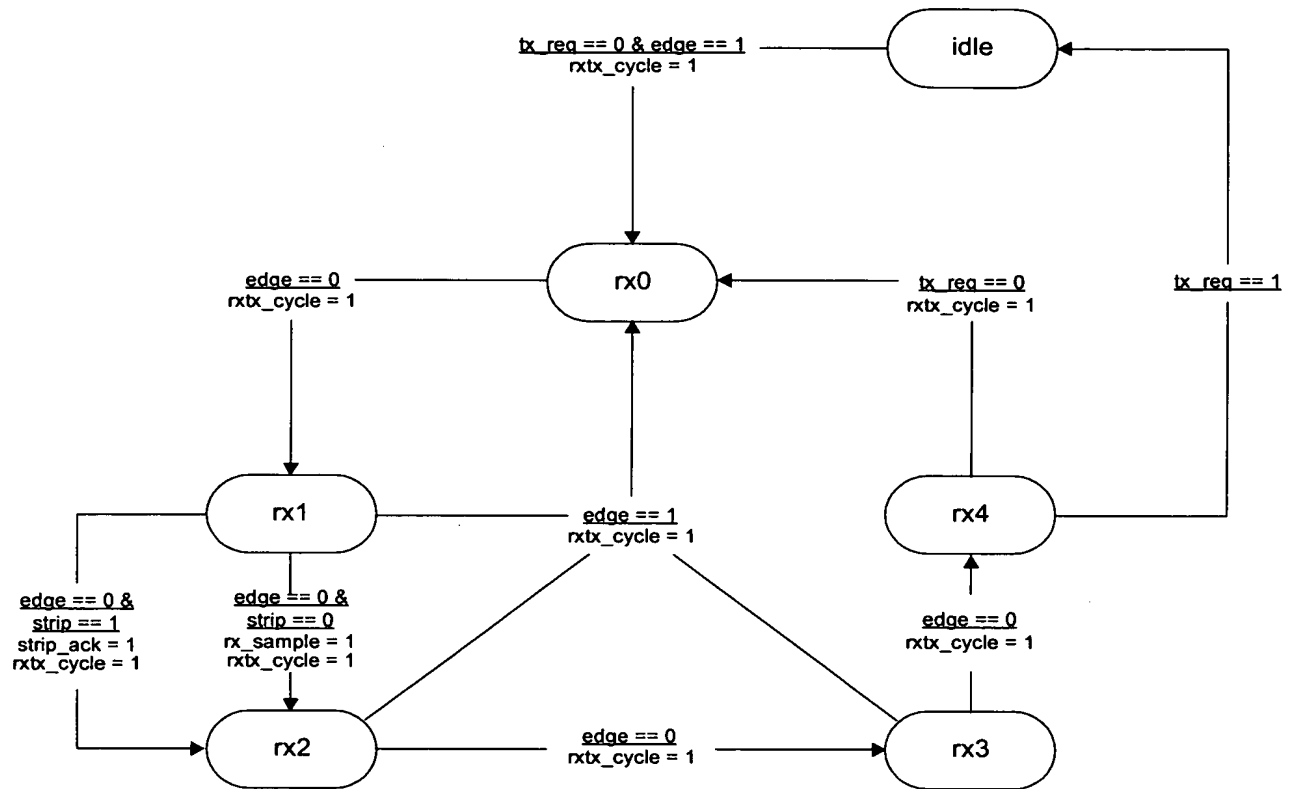 tx_req == 0 & edge == 1
rxtx_cycle = 1
idle
edge == 0
rxtx_cycle = 1
rx0
tx_req == 0
rxtx_cycle = 1
tx_req == 1
rx1
edge == 1
rxtx_cycle = 1
rx4
edge == 0 &
strip == 1
strip_ack = 1
rxtx_cycle = 1
edge == 0 &
strip == 0
rx_sample = 1
rxtx_cycle = 1
edge == 0
rxtx_cycle = 1
rx2
edge == 0
rxtx_cycle = 1
rx3